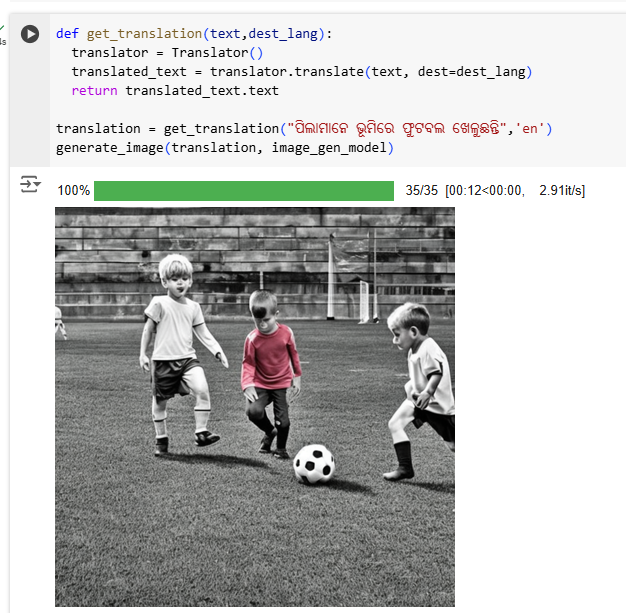 def get_translation(text,dest_lang):
translator = Translator()
translated_text = translator.translate(text, dest=dest_lang)
return translated_text.text
translation = get_translation("ପିଲାମାନେ ଭୂମିରେ ଫୁଟବଲ ଖେଳୁଛନ୍ତି",'en')
generate_image(translation, image_gen_model)
100% 35/35 [00:12<00:00, 2.91it/s]